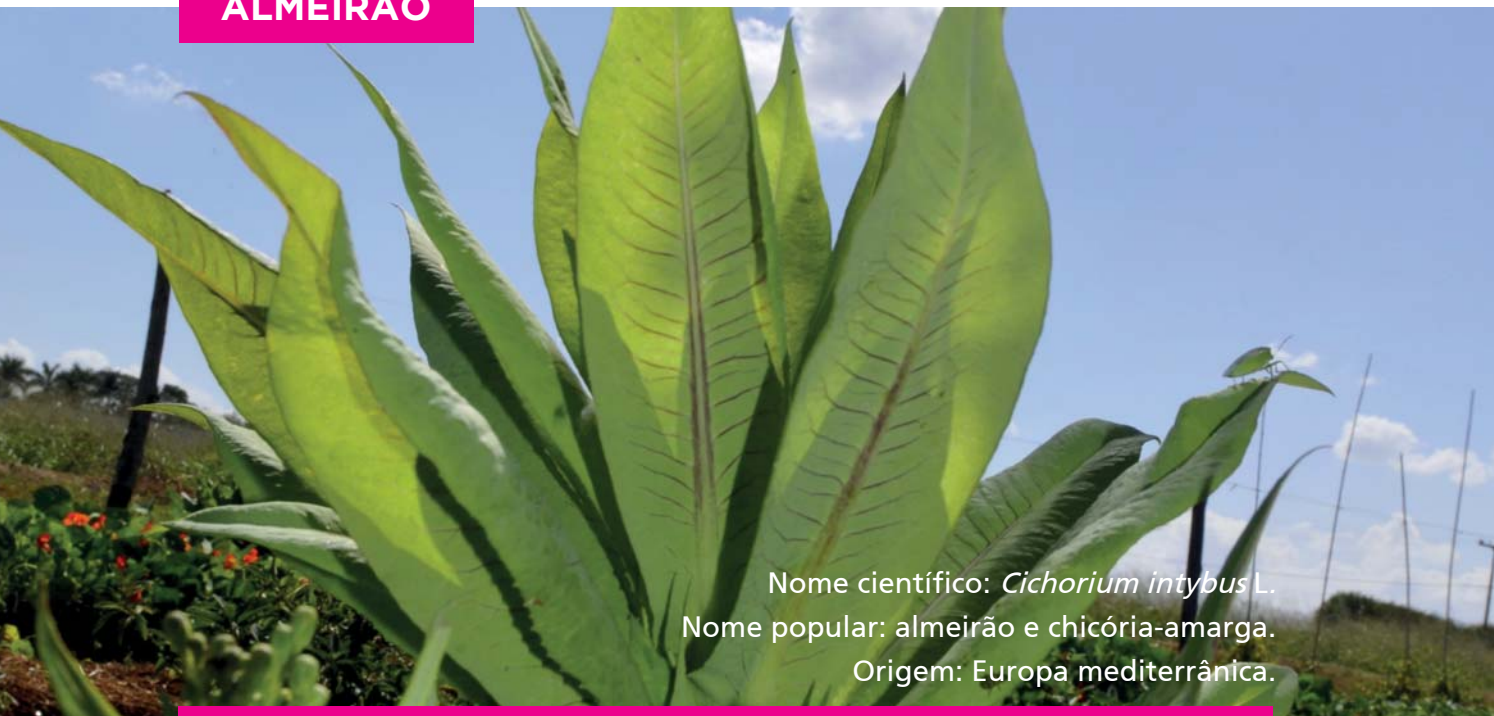 ALMEIRÃO
Nome científico: Cichorium intybus L.
Nome popular: almeirão e chicória-amarga.
Origem: Europa mediterrânica.